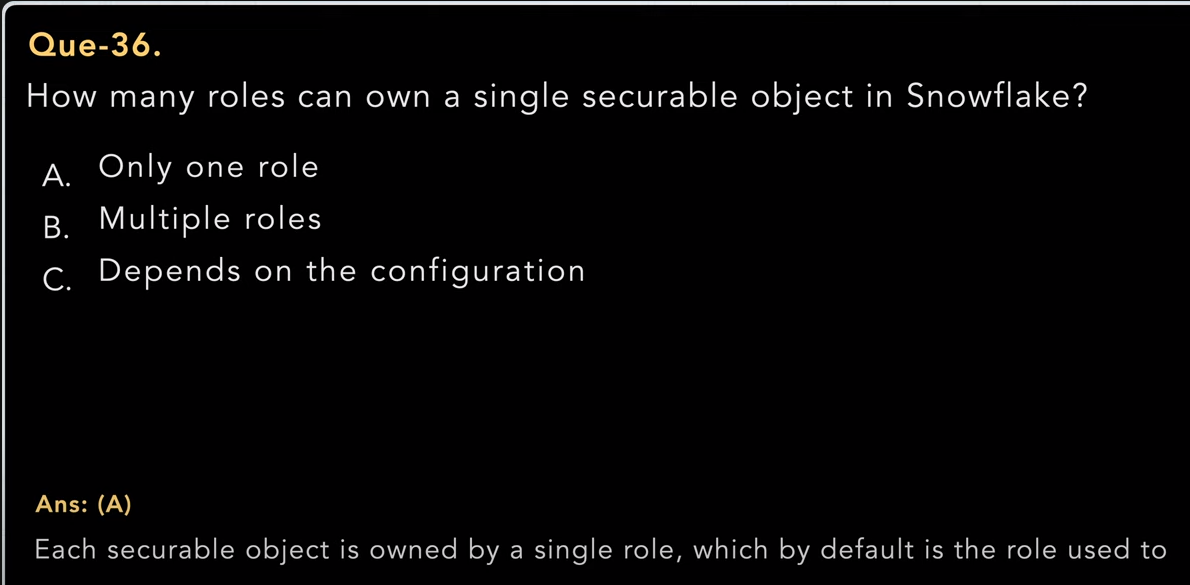 Que-36.
How many roles can own a single securable object in Snowflake?
A. Only one role
B. Multiple roles
C. Depends on the configuration
Ans: (A)
Each securable object is owned by a single role, which by default is the role used to